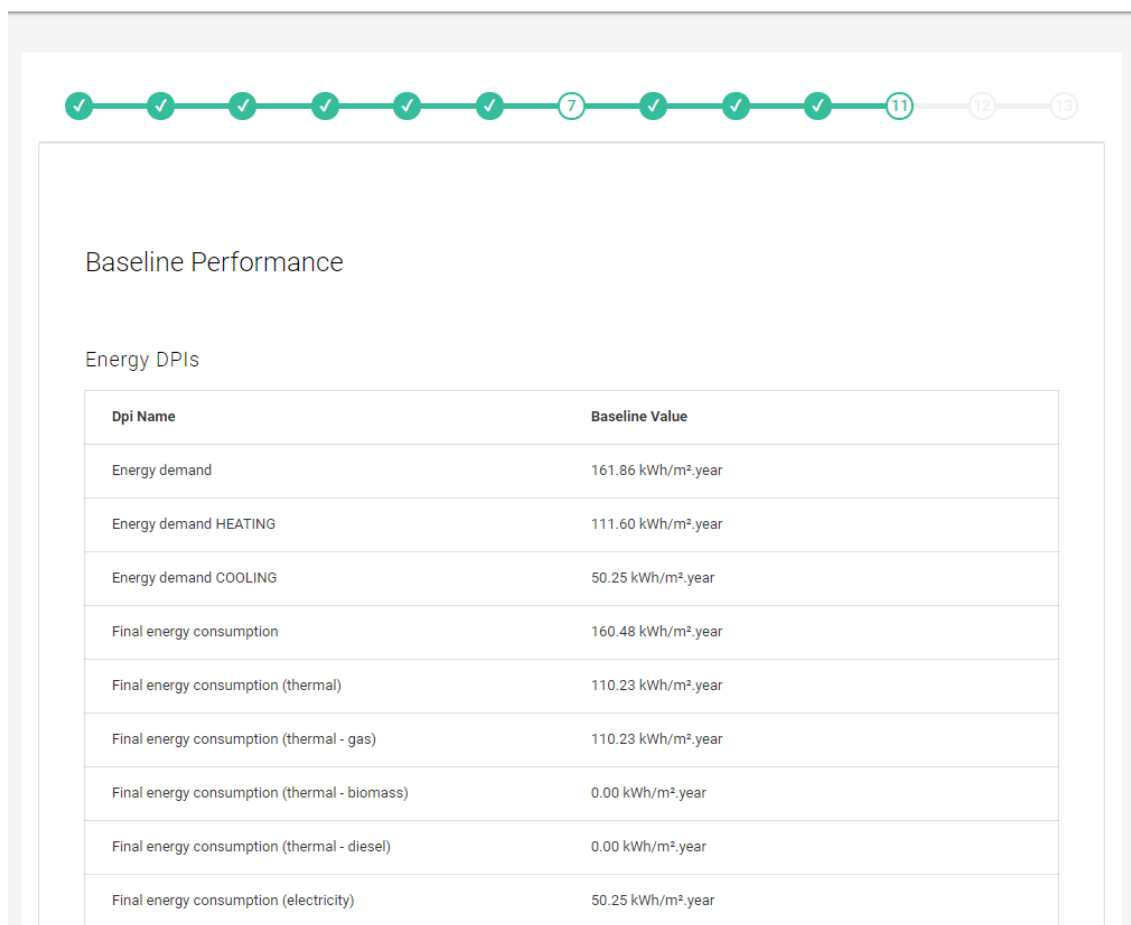 7 11 12 13
Baseline Performance
Energy DPIs
Dpi Name Baseline Value
Energy demand 161.86 kWh/m².year
Energy demand HEATING 111.60 kWh/m².year
Energy demand COOLING 50.25 kWh/m².year
Final energy consumption 160.48 kWh/m².year
Final energy consumption (thermal) 110.23 kWh/m².year
Final energy consumption (thermal - gas) 110.23 kWh/m².year
Final energy consumption (thermal - biomass) 0.00 kWh/m².year
Final energy consumption (thermal - diesel) 0.00 kWh/m².year
Final energy consumption (electricity) 50.25 kWh/m².year